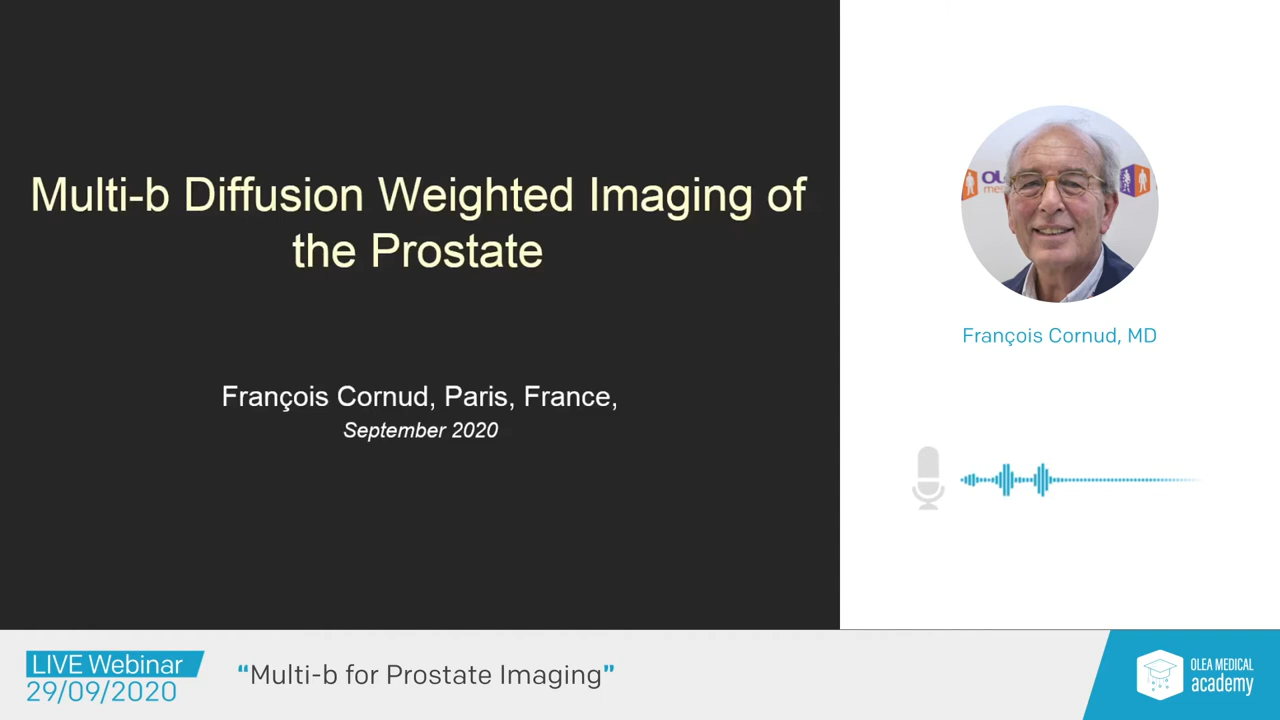 Multi-b Diffusion Weighted Imaging of
the Prostate
François Cornud, Paris, France,
September 2020
François Cornud, MD
LIVE Webinar
29/09/2020
“Multi-b for Prostate Imaging”
OLEA MEDICAL
academy